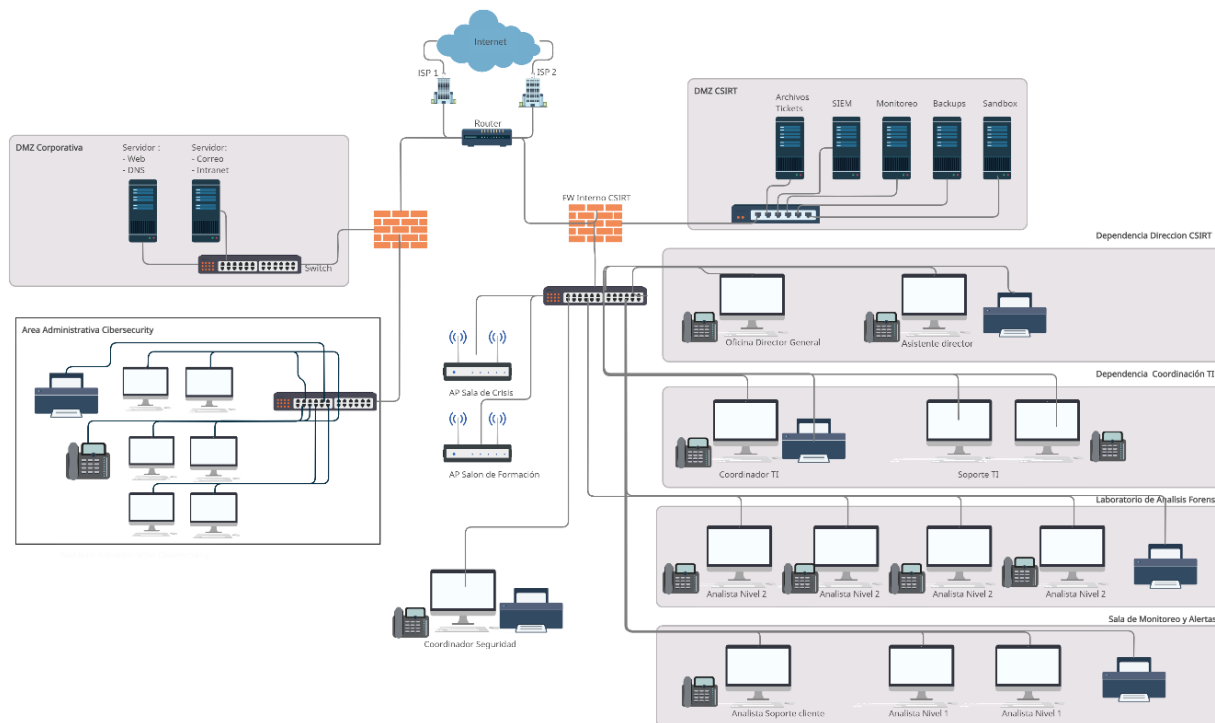 Internet
ISP 1
ISP 2
Router
DMZ Corporativa
Servidor :
- Web
- DNS
Servidor:
- Correo
- Intranet
Switch
DMZ CSIRT
Archivos
Tickets
SIEM
Monitoreo
Backups
Sandbox
FW Interno CSIRT
Dependencia Direccion CSIRT
Oficina Director General
Asistente director
Area Administrativa Cibersecurity
AP Sala de Crisis
AP Salon de Formación
Dependencia Coordinación TI
Coordinador TI
Soporte TI
Laboratorio de Analisis Forens
Analista Nivel 2
Analista Nivel 2
Analista Nivel 2
Analista Nivel 2
Coordinador Seguridad
Sala de Monitoreo y Alertas
Analista Soporte cliente
Analista Nivel 1
Analista Nivel 1